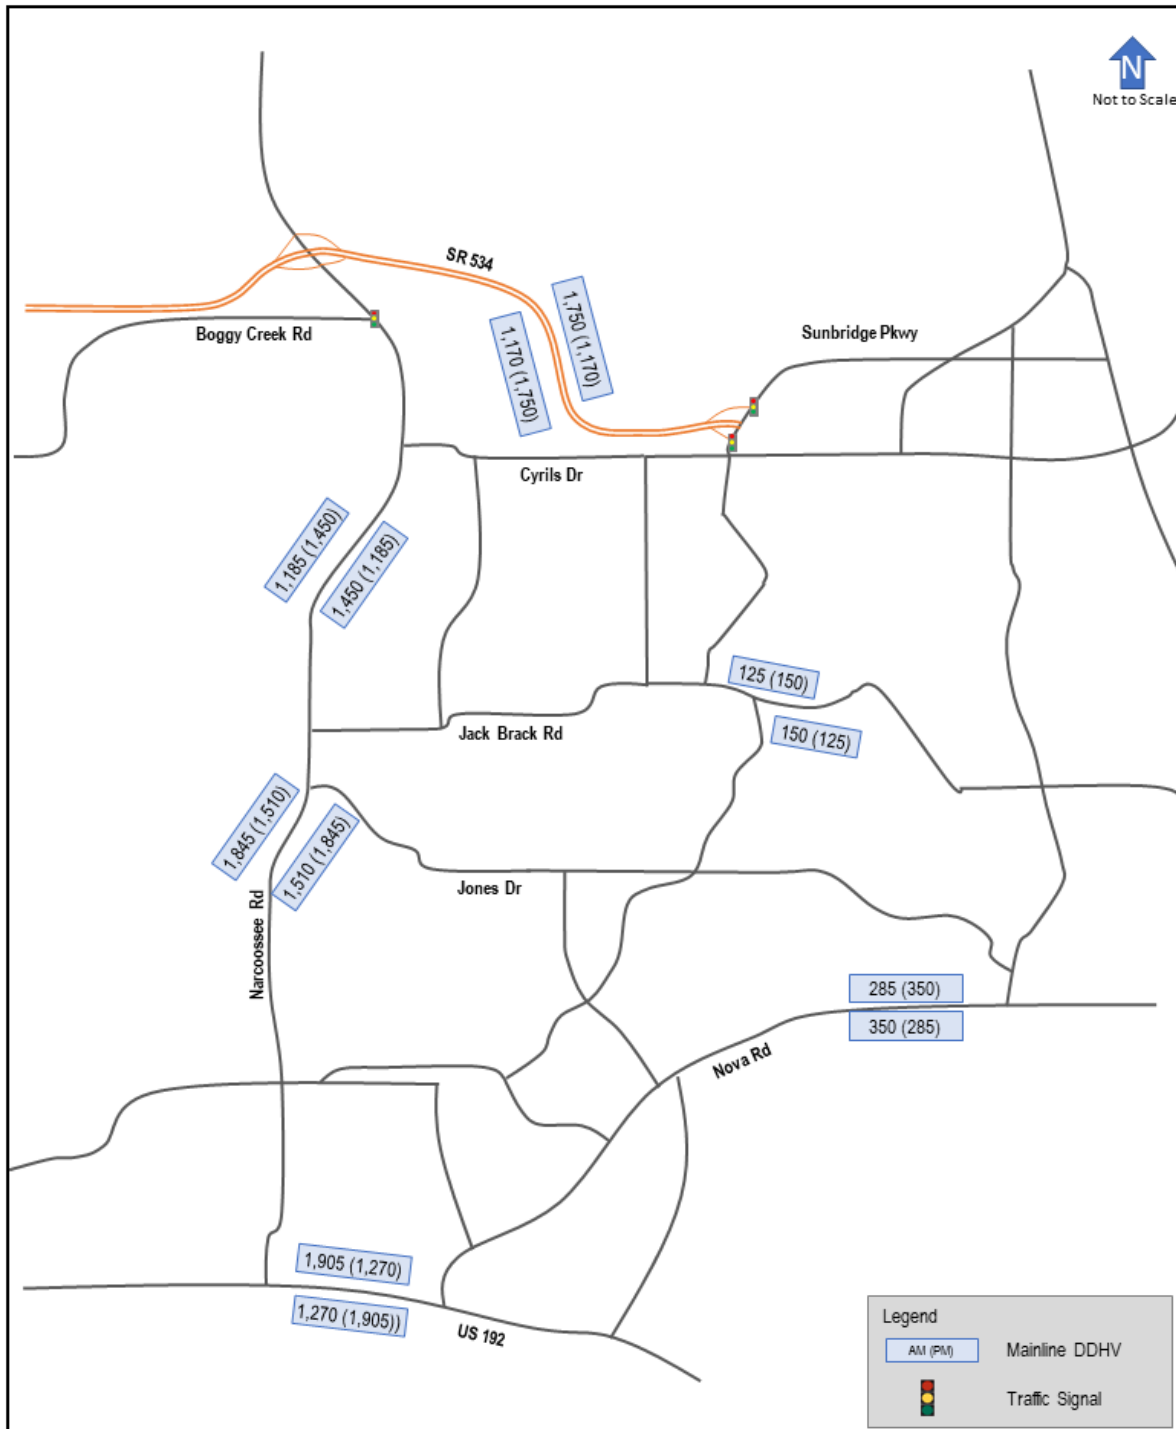 N
Not to Scale
SR 534
1,750 (1,170)
1,170 (1,750)
Boggy Creek Rd
Sunbridge Pkwy
Cyrils Dr
1,185 (1,450)
1,450 (1,185)
125 (150)
150 (125)
Jack Brack Rd
1,845 (1,510)
1,510 (1,845)
Jones Dr
Narcoossee Rd
285 (350)
350 (285)
Nova Rd
1,905 (1,270)
1,270 (1,905))
US 192
Legend
AM (PM)
Mainline DDHV
Traffic Signal